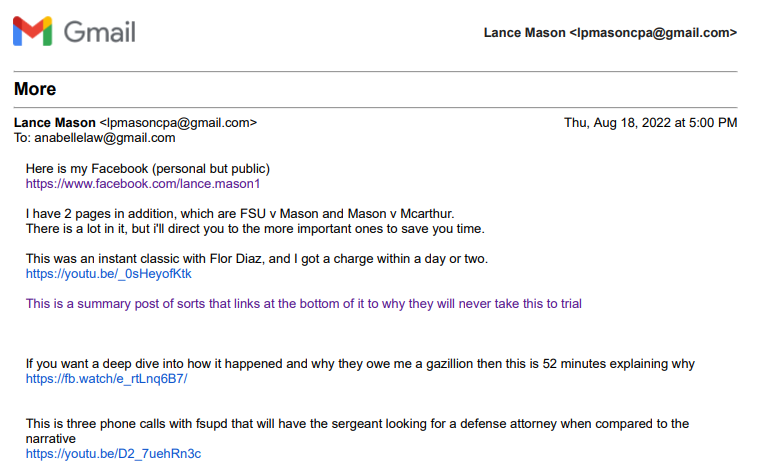 Gmail
Lance Mason <lpmasoncpa@gmail.com>
More
Lance Mason <lpmasoncpa@gmail.com>
Thu, Aug 18, 2022 at 5:00 PM
To: anabellelaw@gmail.com
Here is my Facebook (personal but public)
https://www.facebook.com/lance.mason1
I have 2 pages in addition, which are FSU v Mason and Mason v Mcarthur.
There is a lot in it, but i'll direct you to the more important ones to save you time.
This was an instant classic with Flor Diaz, and I got a charge within a day or two.
https://youtu.be/_0sHeyofKtk
This is a summary post of sorts that links at the bottom of it to why they will never take this to trial
If you want a deep dive into how it happened and why they owe me a gazillion then this is 52 minutes explaining why
https://fb.watch/e_rtLnq6B7/
This is three phone calls with fsupd that will have the sergeant looking for a defense attorney when compared to the
narrative
https://youtu.be/D2_7uehRn3c